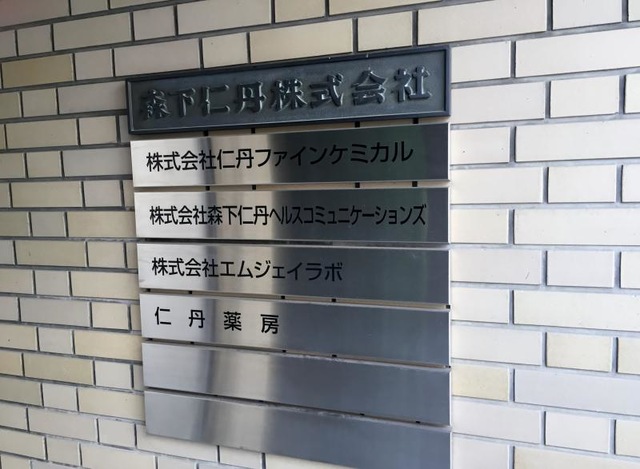 森下仁丹株式会社
株式会社仁丹ファインケミカル
株式会社森下仁丹ヘルスコミュニケーションズ
株式会社エムジェイラボ
仁丹薬房